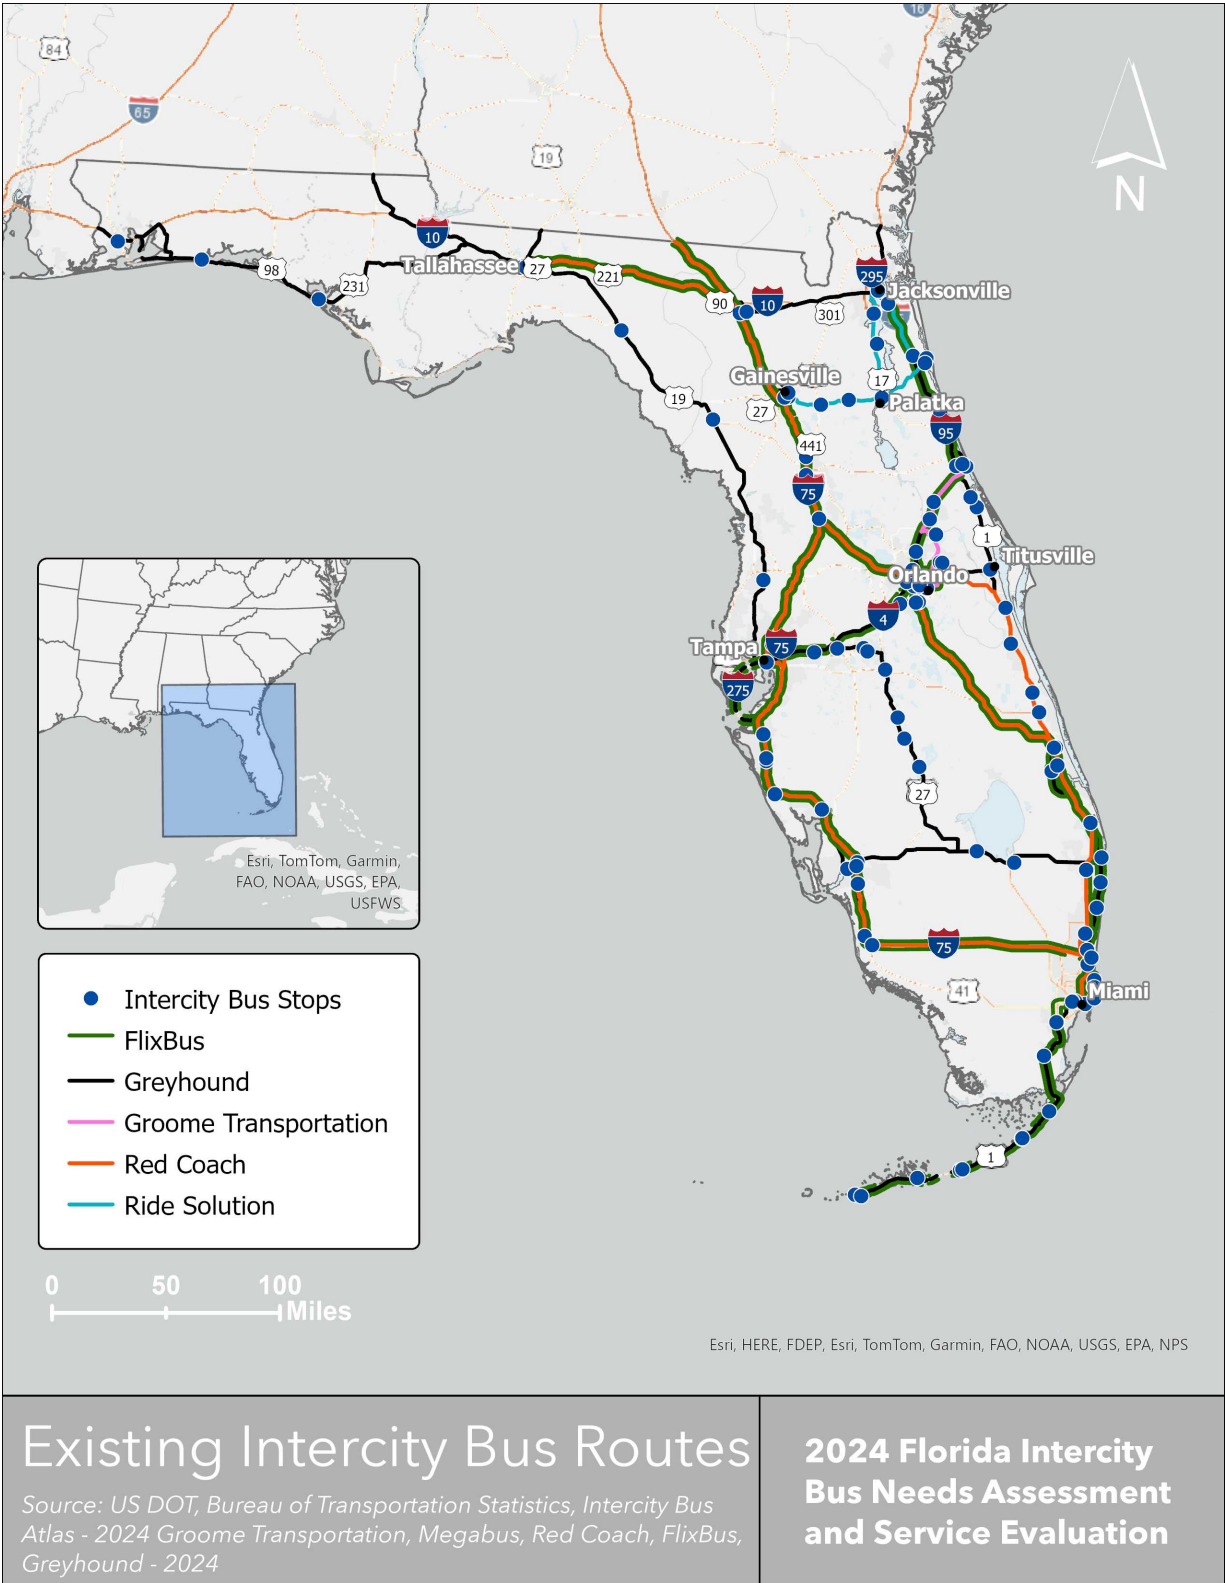 84
16
65
19
N
10
Tallahassee
27
98
231
221
90
10
301
295
Jacksonville
Gainesville
17
19
27
Palatka
441
95
75
1
Titusville
Orlando
4
Tampa
75
275
27
75
41
Miami
1
Esri, TomTom, Garmin,
FAO, NOAA, USGS, EPA,
USFWS
Intercity Bus Stops
FlixBus
Greyhound
Groome Transportation
Red Coach
Ride Solution
0 50 100
Miles
Esri, HERE, FDEP, Esri, TomTom, Garmin, FAO, NOAA, USGS, EPA, NPS
Existing Intercity Bus Routes
Source: US DOT, Bureau of Transportation Statistics, Intercity Bus
Atlas - 2024 Groome Transportation, Megabus, Red Coach, FlixBus,
Greyhound - 2024
2024 Florida Intercity
Bus Needs Assessment
and Service Evaluation